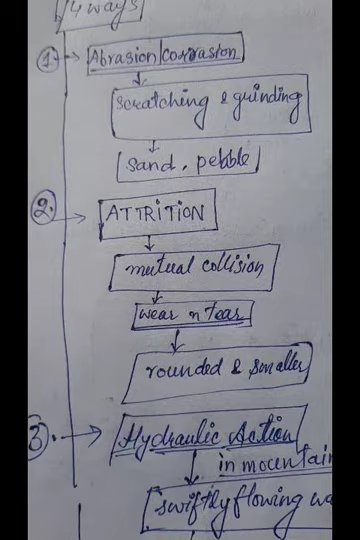 4 ways
1. Abrasion/corrasion
scratching & grinding
sand, pebble
2. ATTRITION
mutual collision
wear n tear
rounded & smaller
3. Hydraulic Action
in mountain
swiftly flowing wa